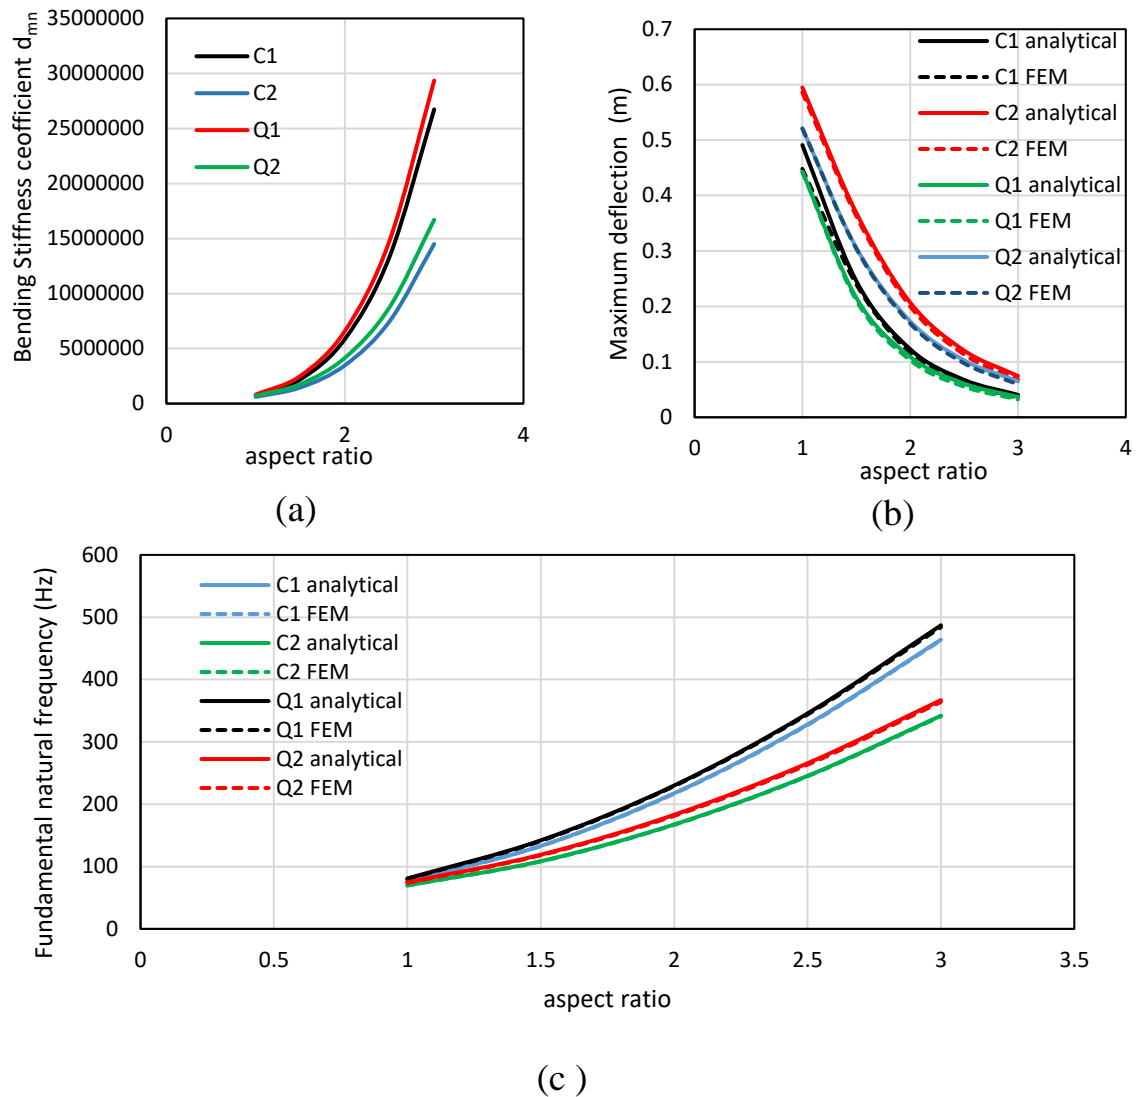 Bending Stiffness ceofficient dmn
35000000
30000000
25000000
20000000
15000000
10000000
5000000
0
C1
C2
Q1
Q2
0
2
4
aspect ratio
(a)
Maximum deflection (m)
0.7
0.6
0.5
0.4
0.3
0.2
0.1
0
C1 analytical
C1 FEM
C2 analytical
C2 FEM
Q1 analytical
Q1 FEM
Q2 analytical
Q2 FEM
0
1
2
3
4
aspect ratio
(b)
Fundamental natural frequency (Hz)
600
500
400
300
200
100
0
C1 analytical
C1 FEM
C2 analytical
C2 FEM
Q1 analytical
Q1 FEM
Q2 analytical
Q2 FEM
0
0.5
1
1.5
2
2.5
3
3.5
aspect ratio
(c )